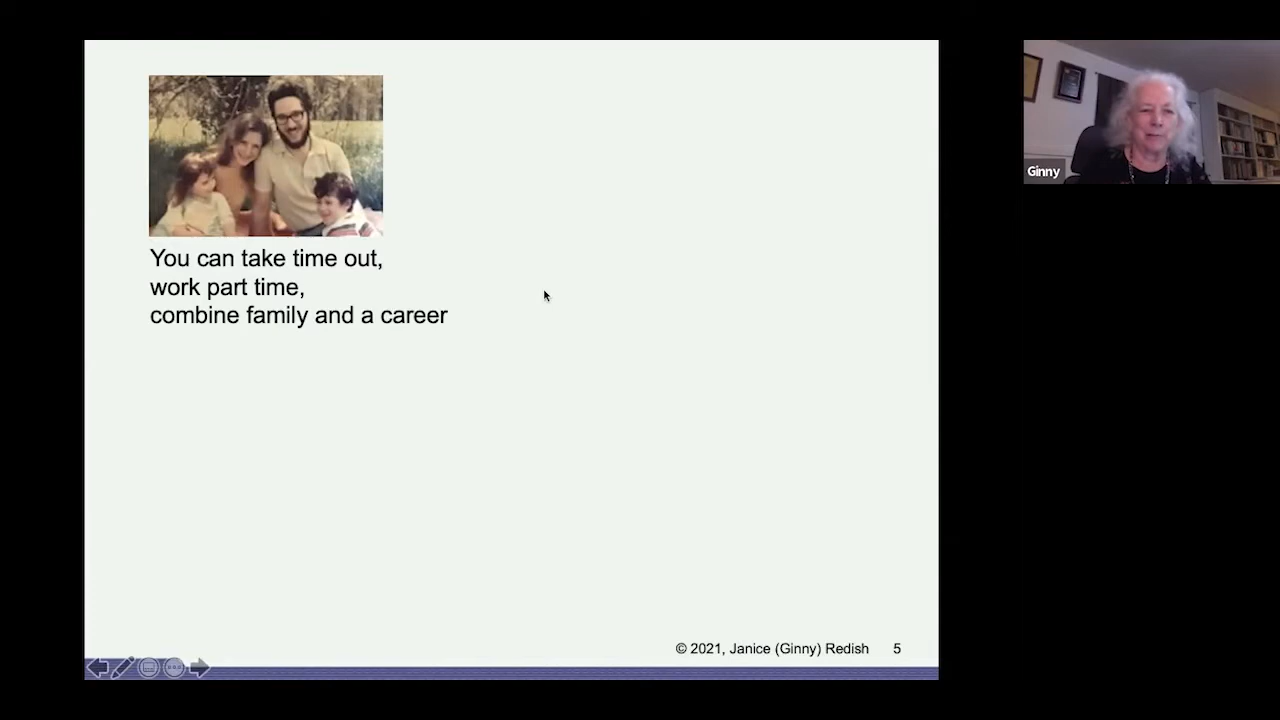 You can take time out,
work part time,
combine family and a career
Ginny
© 2021, Janice (Ginny) Redish 5